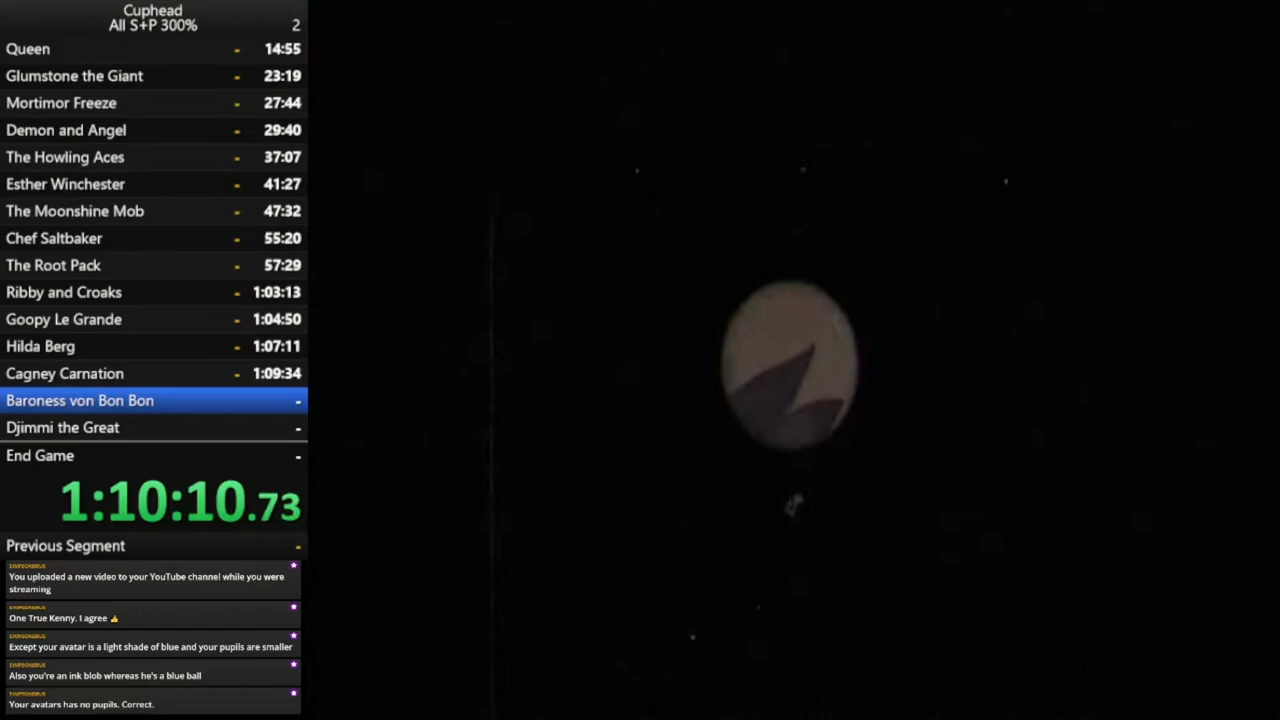 Cuphead
All S+P 300% 2
Queen - 14:55
Glumstone the Giant - 23:19
Mortimor Freeze - 27:44
Demon and Angel - 29:40
The Howling Aces - 37:07
Esther Winchester - 41:27
The Moonshine Mob - 47:32
Chef Saltbaker - 55:20
The Root Pack - 57:29
Ribby and Croaks - 1:03:13
Goopy Le Grande - 1:04:50
Hilda Berg - 1:07:11
Cagney Carnation - 1:09:34
Baroness von Bon Bon -
Djimmi the Great -
End Game -
1:10:10.73
Previous Segment -
You uploaded a new video to your YouTube channel while you were
streaming
One True Kenny. I agree 👍
Except your avatar is a light shade of blue and your pupils are smaller
Also you're an ink blob whereas he's a blue ball
Your avatars has no pupils. Correct.